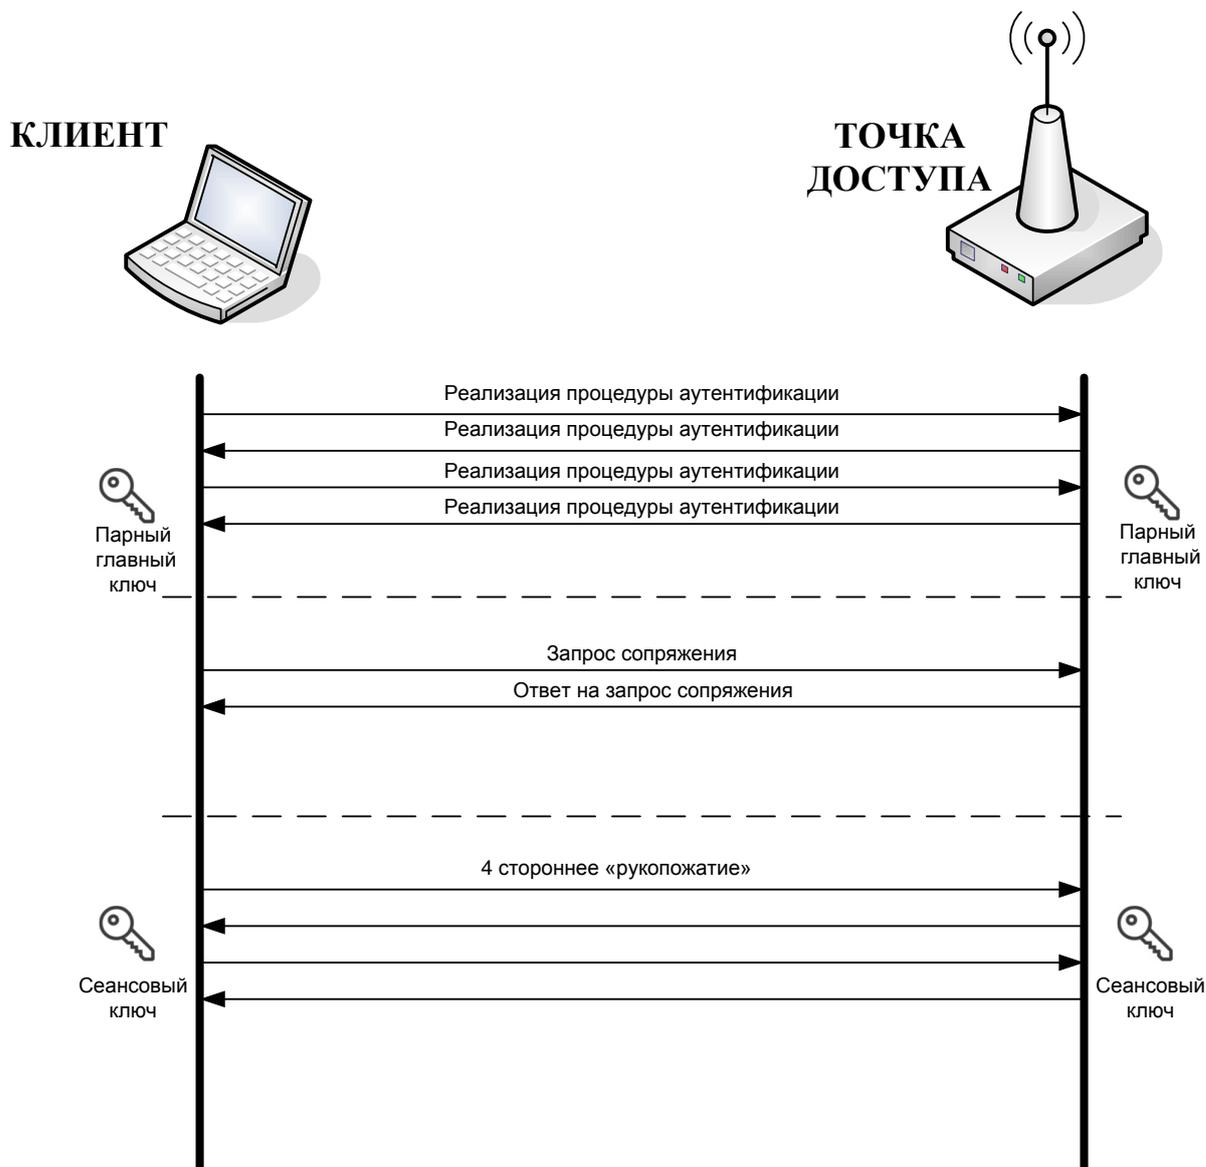 КЛИЕНТ
ТОЧКА
ДОСТУПА
Реализация процедуры аутентификации
Реализация процедуры аутентификации
Реализация процедуры аутентификации
Реализация процедуры аутентификации
Парный
главный
ключ
Парный
главный
ключ
Запрос сопряжения
Ответ на запрос сопряжения
4 стороннее «рукопожатие»
Сеансовый
ключ
Сеансовый
ключ